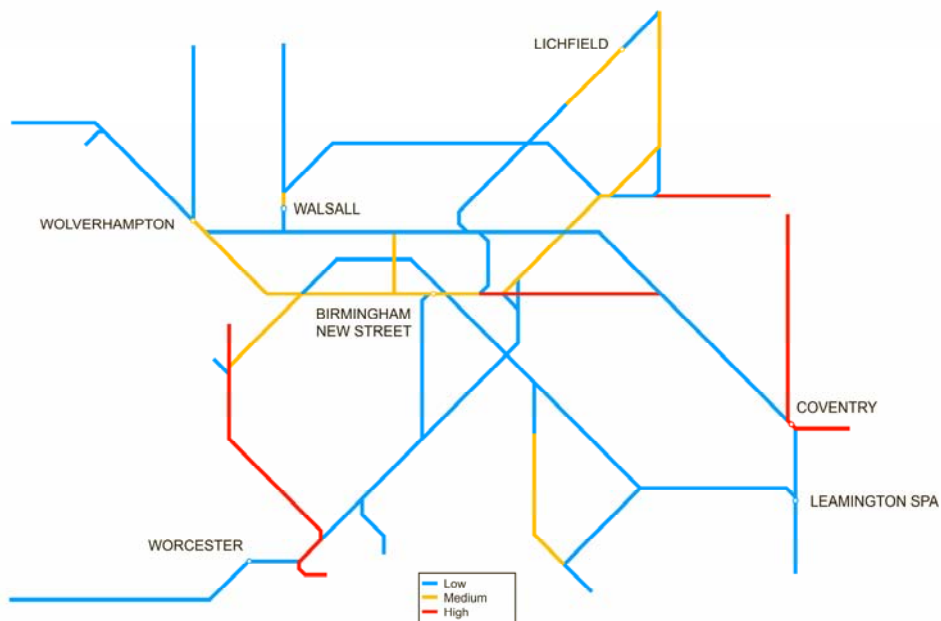 LICHFIELD
WALSALL
WOLVERHAMPTON
BIRMINGHAM
NEW STREET
COVENTRY
LEAMINGTON SPA
WORCESTER
Low
Medium
High